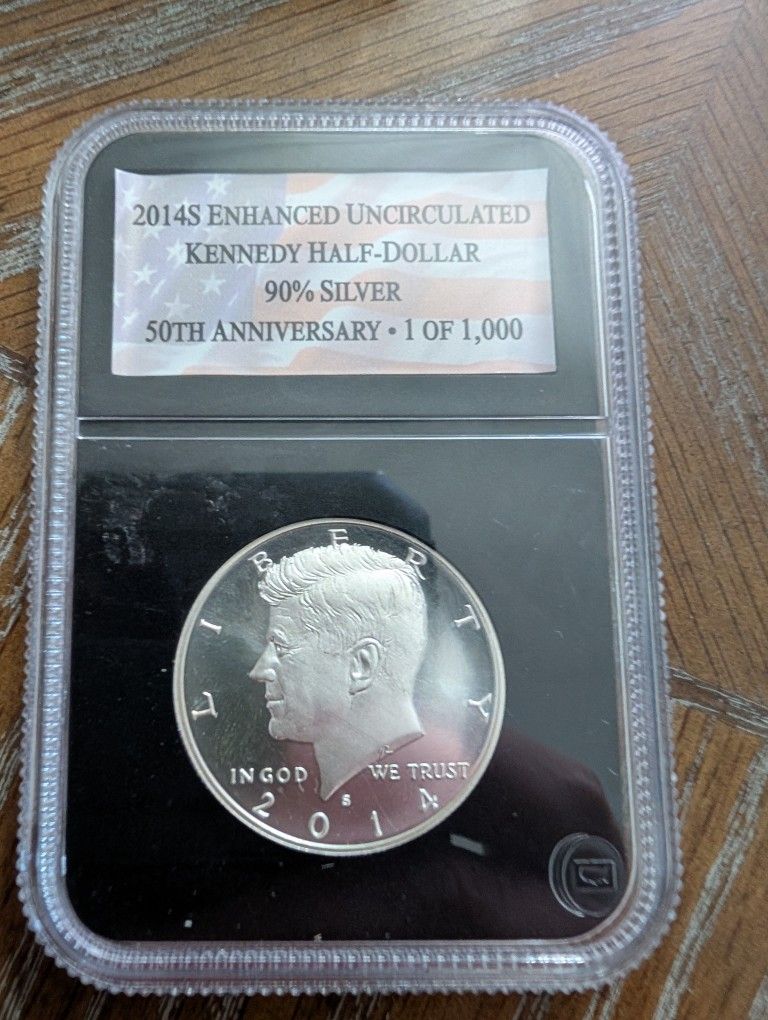 2014S ENHANCED UNCIRCULATED
KENNEDY HALF-DOLLAR
90% SILVER
50TH ANNIVERSARY • 1 OF 1,000
LIBERTY
IN GOD WE TRUST
S
2014